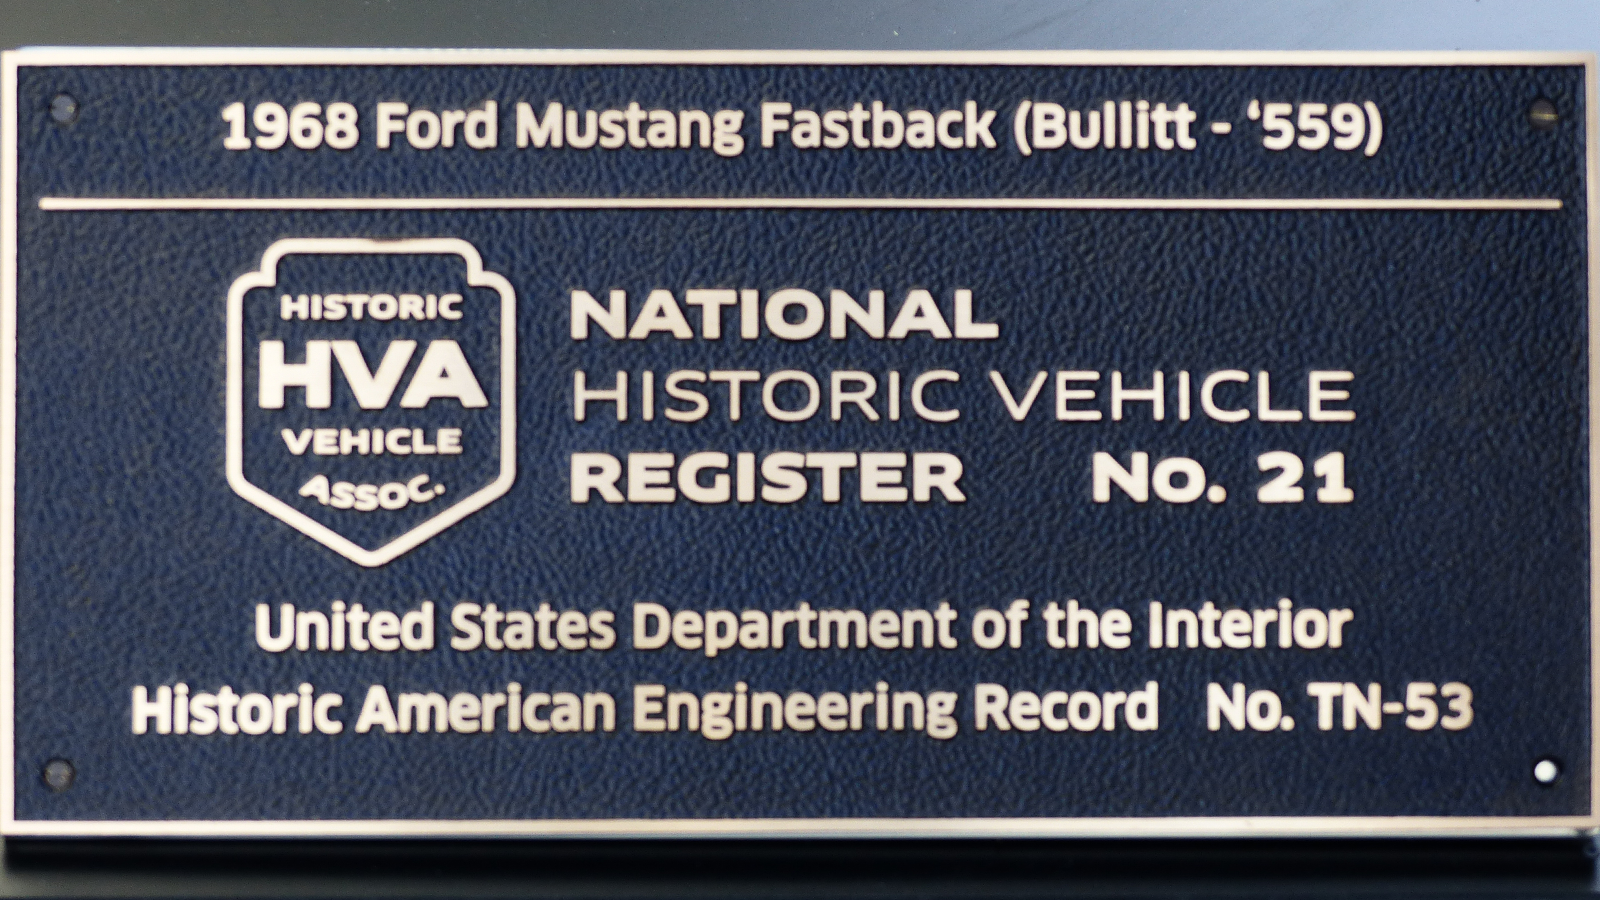 1968 Ford Mustang Fastback (Bullitt - ‘559)
HISTORIC
HVA
VEHICLE
ASSOC.
NATIONAL
HISTORIC VEHICLE
REGISTER No. 21
United States Department of the Interior
Historic American Engineering Record No. TN-53